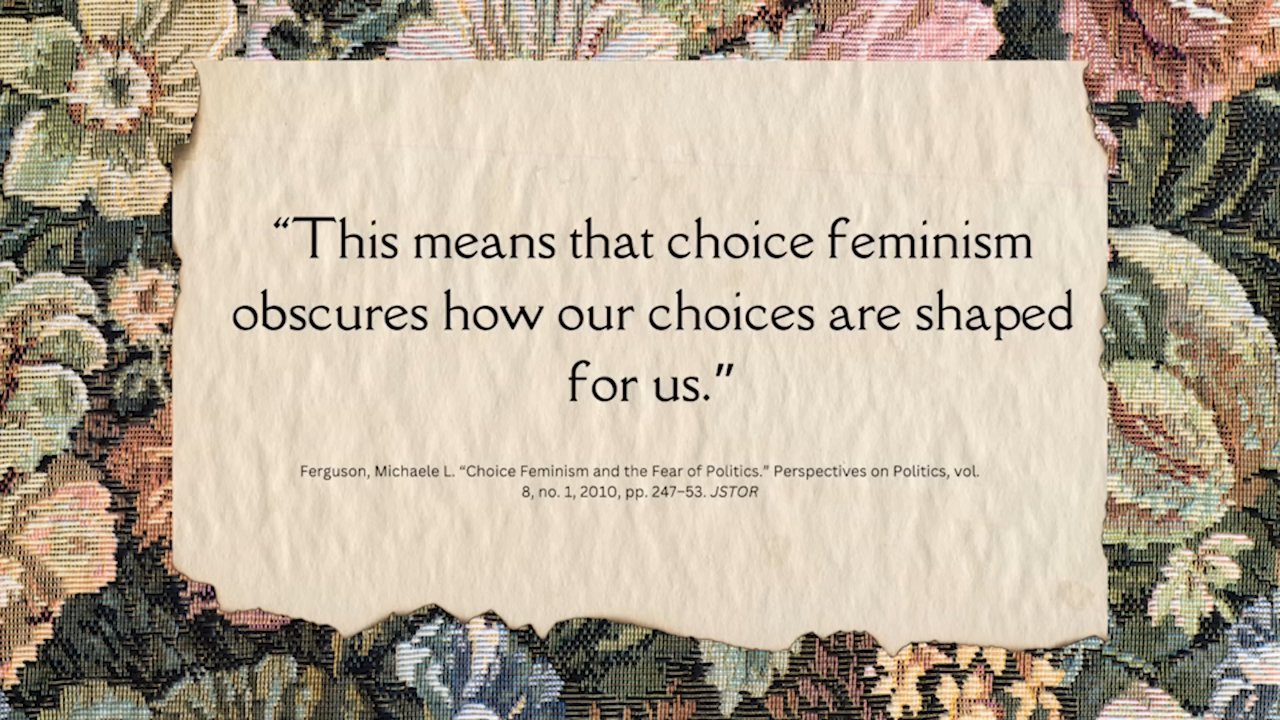 “This means that choice feminism
obscures how our choices are shaped
for us.”
Ferguson, Michaele L. “Choice Feminism and the Fear of Politics.” Perspectives on Politics, vol.
8, no. 1, 2010, pp. 247–53. JSTOR